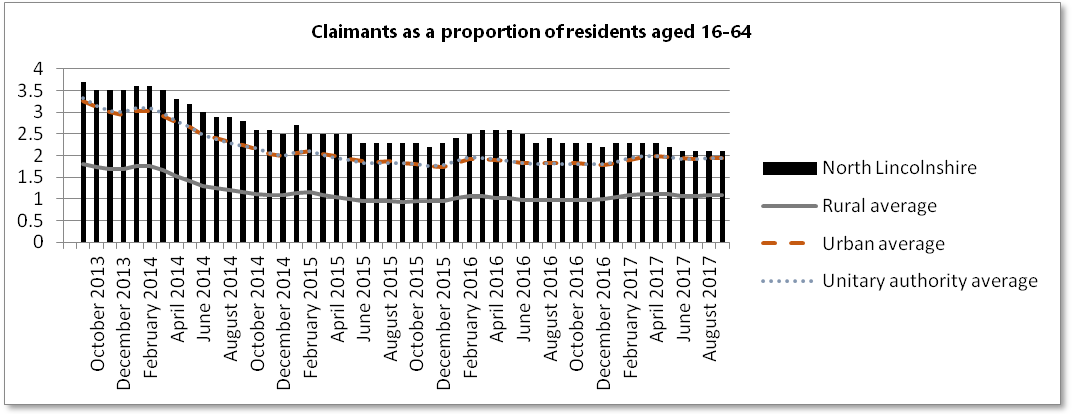 Claimants as a proportion of residents aged 16-64
4
3.5
3
2.5
2
1.5
1
0.5
0
October 2013
December 2013
February 2014
April 2014
June 2014
August 2014
October 2014
December 2014
February 2015
April 2015
June 2015
August 2015
October 2015
December 2015
February 2016
April 2016
June 2016
August 2016
October 2016
December 2016
February 2017
April 2017
June 2017
August 2017
North Lincolnshire
Rural average
Urban average
Unitary authority average